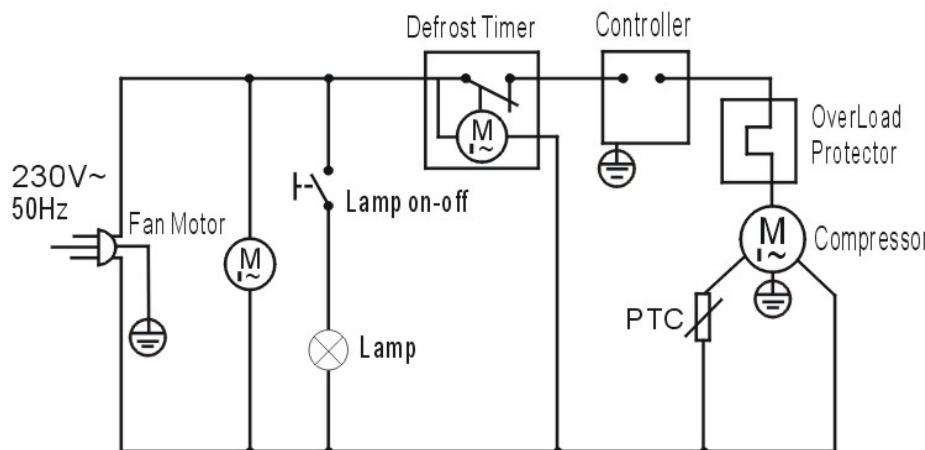 Defrost Timer
Controller
M
~
OverLoad
Protector
230V~
50Hz
Fan Motor
Lamp on-off
M
~
M
~
Compressor
PTC
Lamp